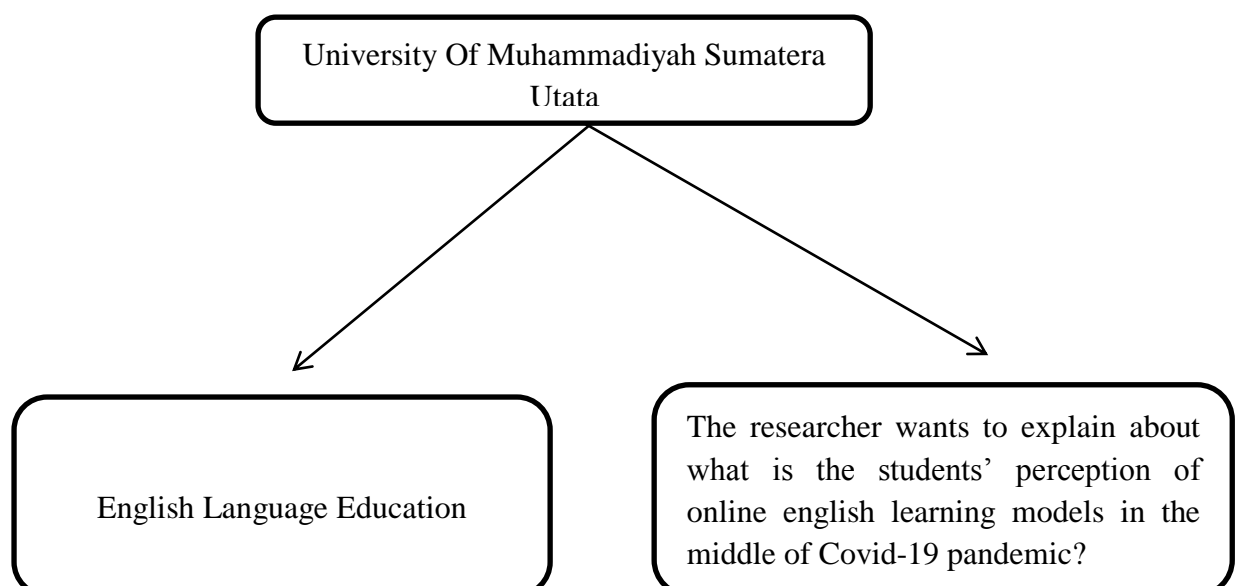 University Of Muhammadiyah Sumatera
Utata
English Language Education
The researcher wants to explain about
what is the students’ perception of
online english learning models in the
middle of Covid-19 pandemic?